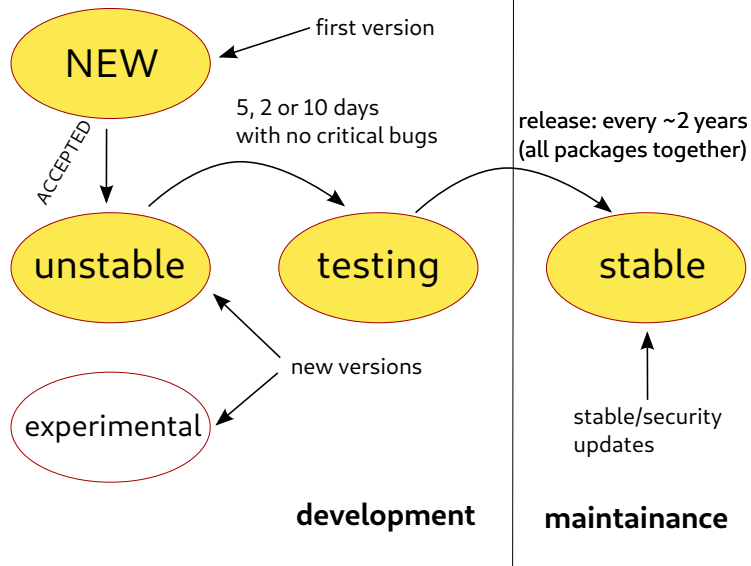 first version
NEW
5, 2 or 10 days
with no critical bugs
release: every ~2 years
(all packages together)
ACCEPTED
unstable
testing
stable
new versions
experimental
stable/security
updates
development
maintainance